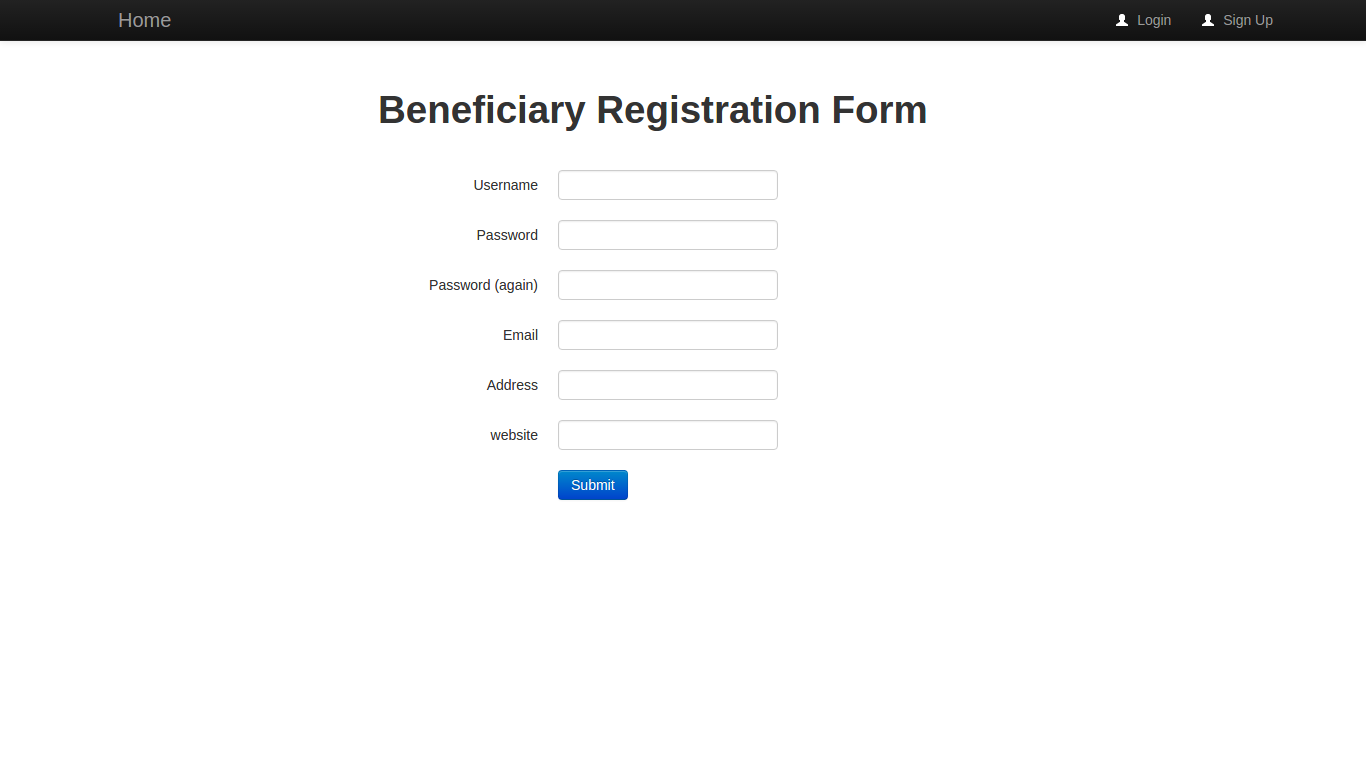 Home Login Sign Up
Beneficiary Registration Form
Username
Password
Password (again)
Email
Address
website
Submit